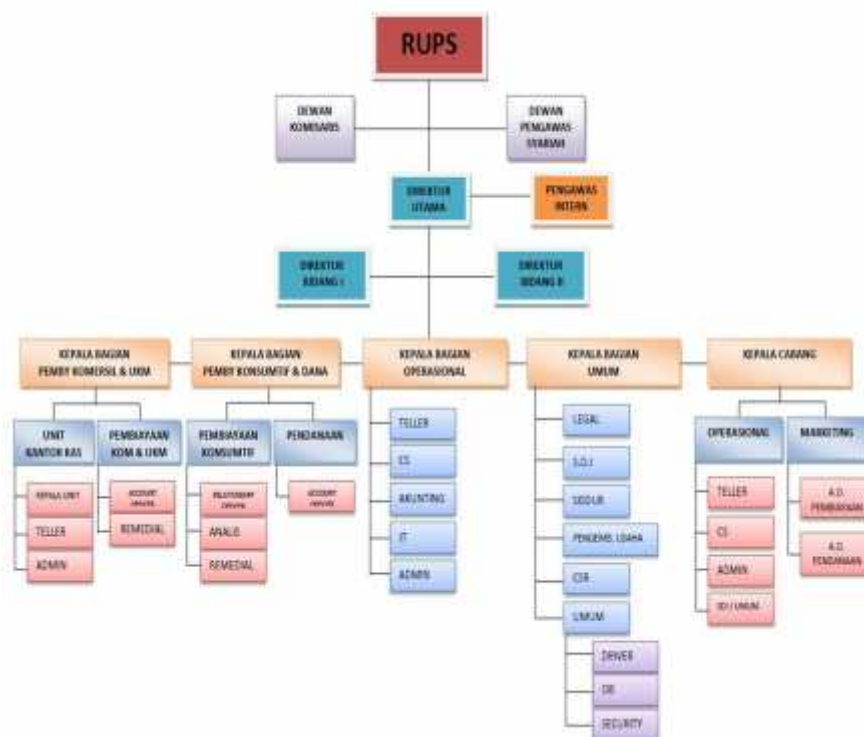 RUPS
DEWAN
KOMISARIS
DEWAN
PENGAWAS
SYARIAH
DIREKTUR
UTAMA
PENGAWAS
INTERN
DIREKTUR
BIDANG I
DIREKTUR
BIDANG II
KEPALA BAGIAN
PEMBY KOMERSIL & UKM
KEPALA BAGIAN
PEMBY KONSUMTIF & DANA
KEPALA BAGIAN
OPERASIONAL
KEPALA BAGIAN
UMUM
KEPALA CABANG
UNIT
KANTOR KAS
PEMBIAYAAN
KOM & UKM
PEMBIAYAAN
KONSUMTIF
PENDANAAN
KEPALA UNIT
TELLER
ADMIN
ACCOUNT
REMEDIAL
ANALIS
REMEDIAL
ACCOUNT
TELLER
CS
AKUNTING
IT
ADMIN
LEGAL
S.D.I
PENGEMB. USAHA
CSR
UMUM
DRIVER
OB
SECURITY
OPERASIONAL
MARKETING
TELLER
CS
ADMIN
SDI / UMUM
A.O.
PEMBIAYAAN
A.O.
PENDANAAN